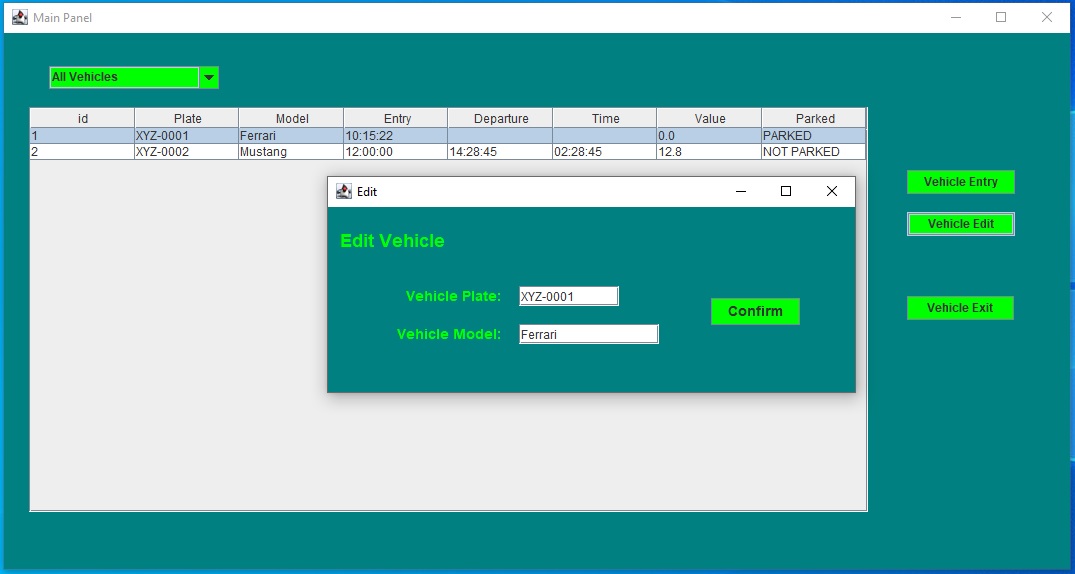 Main Panel
All Vehicles
id Plate Model Entry Departure Time Value Parked
1 XYZ-0001 Ferrari 10:15:22 0.0 PARKED
2 XYZ-0002 Mustang 12:00:00 14:28:45 02:28:45 12.8 NOT PARKED
Vehicle Entry
Vehicle Edit
Vehicle Exit
Edit
Edit Vehicle
Vehicle Plate: XYZ-0001
Vehicle Model: Ferrari
Confirm